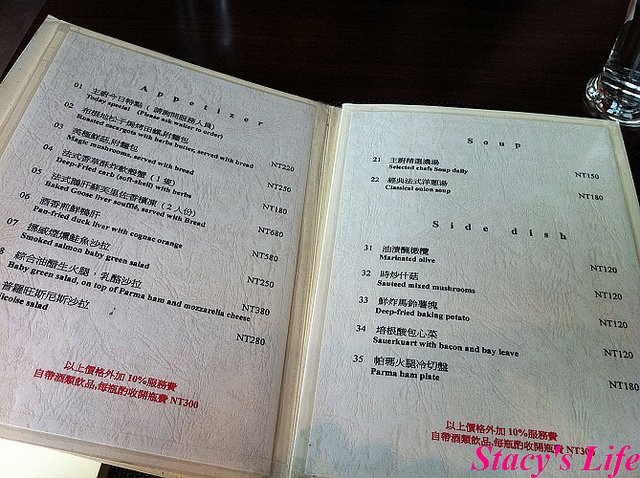 Appetizer
01 主廚今日特點 ( 請詢問服務人員)
Today special (Please ask waiter to order)
02 布根地松子焗烤田螺,附麵包
Roasted escargots with herbs butter, served with bread NT220
03 美極鮮菇,附麵包
Magic mushrooms, served with bread NT250
04 法式香草酥炸軟殼蟹 ( 1 隻)
Deep-Fried carb (soft-shell) with herbs NT180
05 法式鵝肝蘇芙里佐香檳凍 ( 2 人份)
Baked Goose liver soufflé, served with Bread NT680
06 酒香煎鮮鴨肝
Pan-fried duck liver with cognac orange NT580
07 挪威煙燻鮭魚沙拉
Smoked salmon baby green salad NT250
8 綜合油醋生火腿，乳酪沙拉
Baby green salad, on top of Parma ham and mozzarella cheese NT380
普羅旺斯尼斯沙拉
icoise salad NT280
以上價格外加 10%服務費
自帶酒類飲品,每瓶酌收開瓶費 NT300
Soup
21 主廚精選濃湯
Selected chefs Soup daily NT150
22 經典法式洋蔥湯
Classical onion soup NT180
Side dish
31 油漬醃橄欖
Marinated olive NT120
32 時炒什菇
Sauteed mixed mushrooms NT120
33 鮮炸馬鈴薯塊
Deep-fried baking potato NT120
34 培根酸包心菜
Sauerkuart with bacon and bay leave NT120
35 帕瑪火腿冷切盤
Parma ham plate NT180
以上價格外加 10%服務費
自帶酒類飲品,每瓶酌收開瓶費 NT30
Stacy's Life